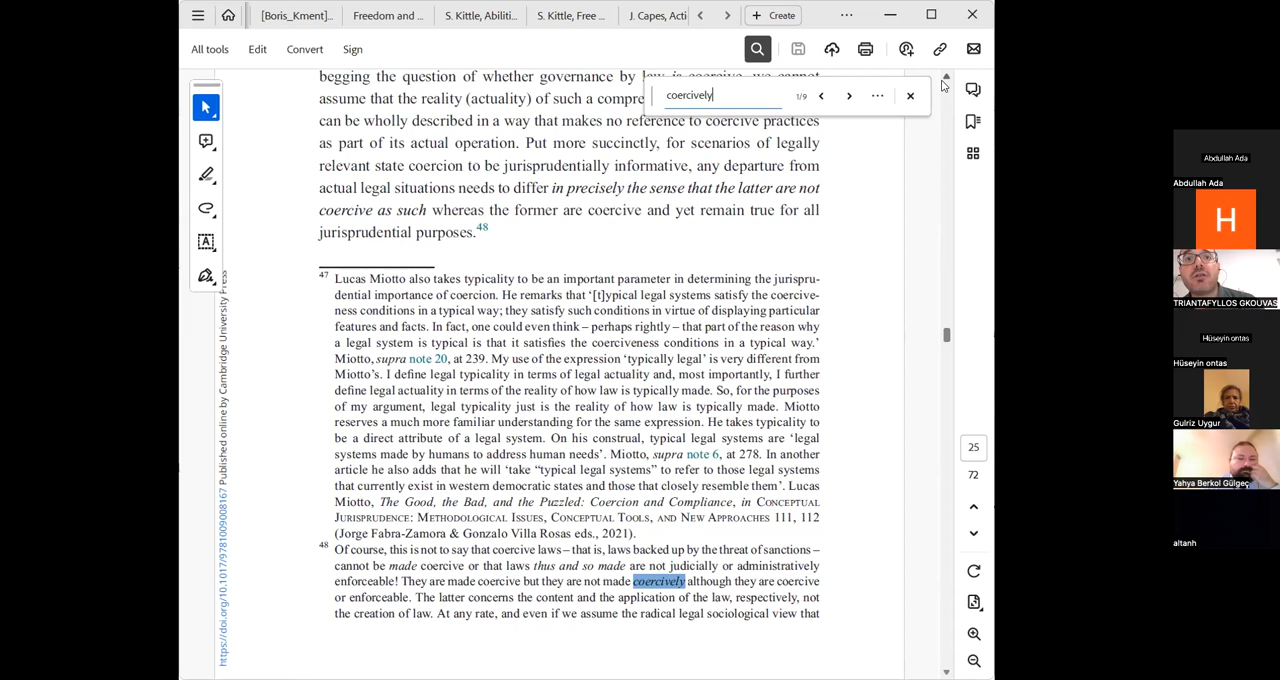 [Boris_Kment]...
Freedom and ...
S. Kittle, Abiliti...
S. Kittle, Free ...
J. Capes, Acti
Create
All tools
Edit
Convert
Sign
coercively
1/9
begging the question of whether governance by law is coercive, we cannot
assume that the reality (actuality) of such a compre
can be wholly described in a way that makes no reference to coercive practices
as part of its actual operation. Put more succinctly, for scenarios of legally
relevant state coercion to be jurisprudentially informative, any departure from
actual legal situations needs to differ in precisely the sense that the latter are not
coercive as such whereas the former are coercive and yet remain true for all
jurisprudential purposes.48
47 Lucas Miotto also takes typicality to be an important parameter in determining the jurispru-
dential importance of coercion. He remarks that ‘[t]ypical legal systems satisfy the coercive-
ness conditions in a typical way; they satisfy such conditions in virtue of displaying particular
features and facts. In fact, one could even think – perhaps rightly – that part of the reason why
a legal system is typical is that it satisfies the coerciveness conditions in a typical way.’
Miotto, supra note 20, at 239. My use of the expression ‘typically legal’ is very different from
Miotto’s. I define legal typicality in terms of legal actuality and, most importantly, I further
define legal actuality in terms of the reality of how law is typically made. So, for the purposes
of my argument, legal typicality just is the reality of how law is typically made. Miotto
reserves a much more familiar understanding for the same expression. He takes typicality to
be a direct attribute of a legal system. On his construal, typical legal systems are ‘legal
systems made by humans to address human needs’. Miotto, supra note 6, at 278. In another
article he also adds that he will ‘take “typical legal systems” to refer to those legal systems
that currently exist in western democratic states and those that closely resemble them’. Lucas
Miotto, The Good, the Bad, and the Puzzled: Coercion and Compliance, in CONCEPTUAL
JURISPRUDENCE: METHODOLOGICAL ISSUES, CONCEPTUAL TOOLS, AND NEW APPROACHES 111, 112
(Jorge Fabra-Zamora & Gonzalo Villa Rosas eds., 2021).
48 Of course, this is not to say that coercive laws – that is, laws backed up by the threat of sanctions –
cannot be made coercive or that laws thus and so made are not judicially or administratively
enforceable! They are made coercive but they are not made coercively although they are coercive
or enforceable. The latter concerns the content and the application of the law, respectively, not
the creation of law. At any rate, and even if we assume the radical legal sociological view that
https://doi.org/10.1017/9781009008167 Published online by Cambridge University Press
25
72
Abdullah Ada
Abdullah Ada
H
TRIANTAFYLLOS GKOUVAS
Hüseyin ontas
Hüseyin ontas
Gulriz Uygur
Yahya Berkol Gülgeç
altanh